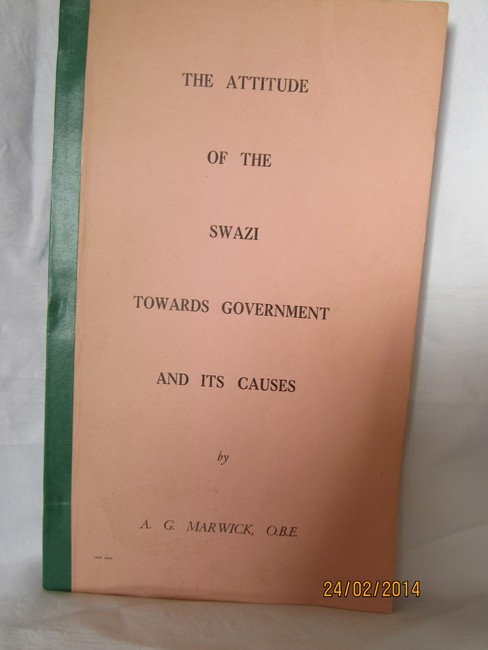 THE ATTITUDE
OF THE
SWAZI
TOWARDS GOVERNMENT
AND ITS CAUSES
by
A. G. MARWICK, O.B.E.
24/02/2014